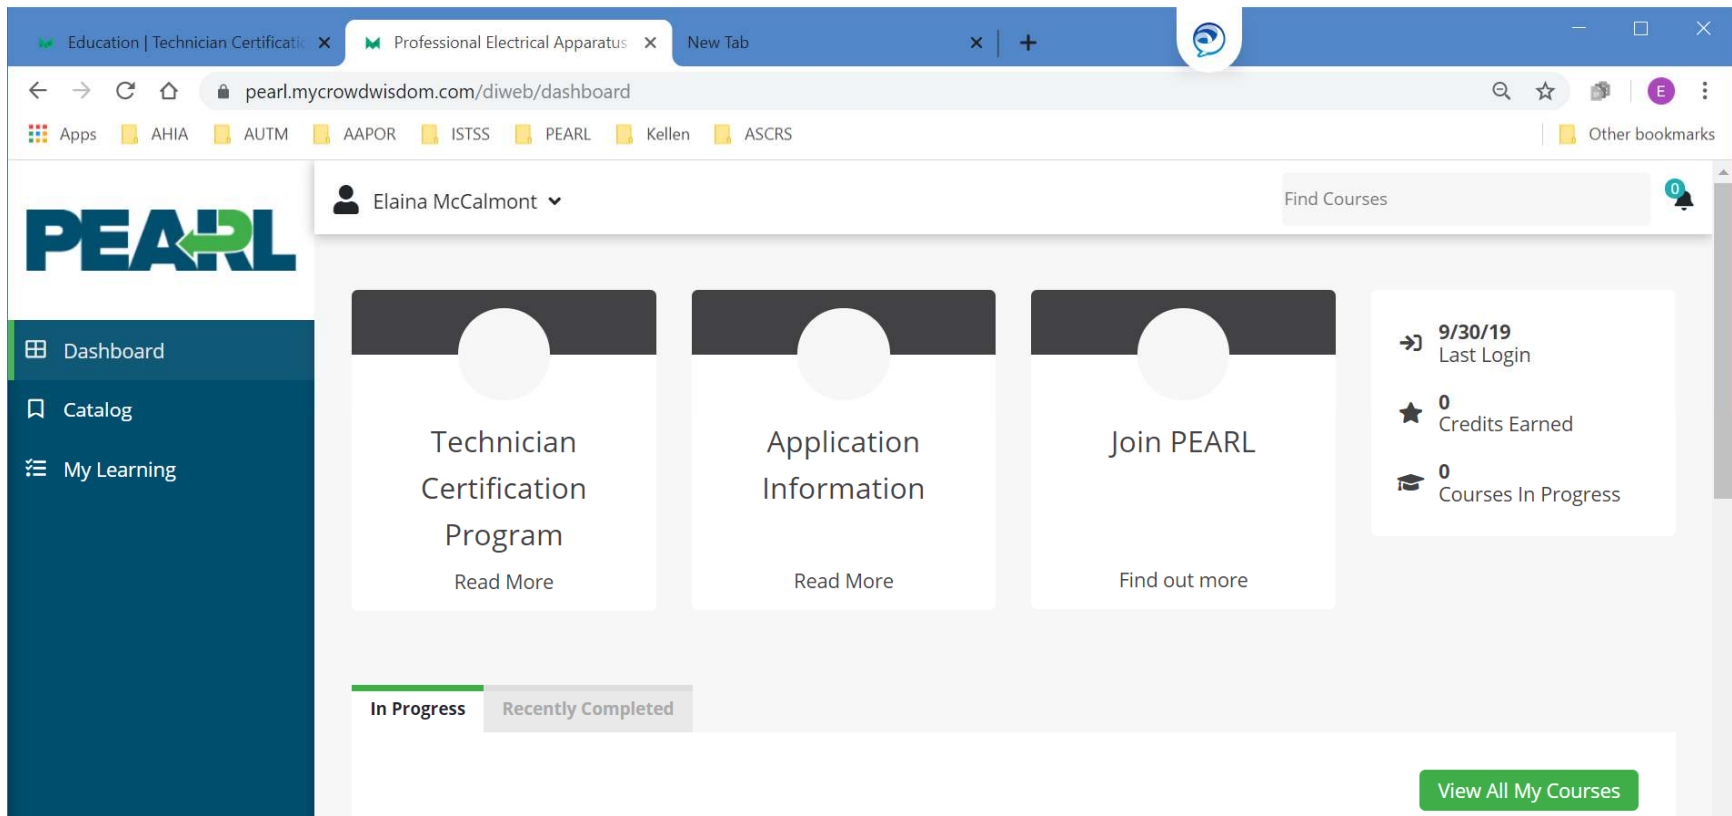 Education | Technician Certificatio
Professional Electrical Apparatus
New Tab
pearl.mycrowdwisdom.com/diweb/dashboard
E
Apps
AHIA
AUTM
AAPOR
ISTSS
PEARL
Kellen
ASCRS
Other bookmarks
PEARL
Elaina McCalmont
Find Courses
0
Dashboard
Catalog
My Learning
Technician
Certification
Program
Read More
Application
Information
Read More
Join PEARL
Find out more
9/30/19
Last Login
0
Credits Earned
0
Courses In Progress
In Progress
Recently Completed
View All My Courses